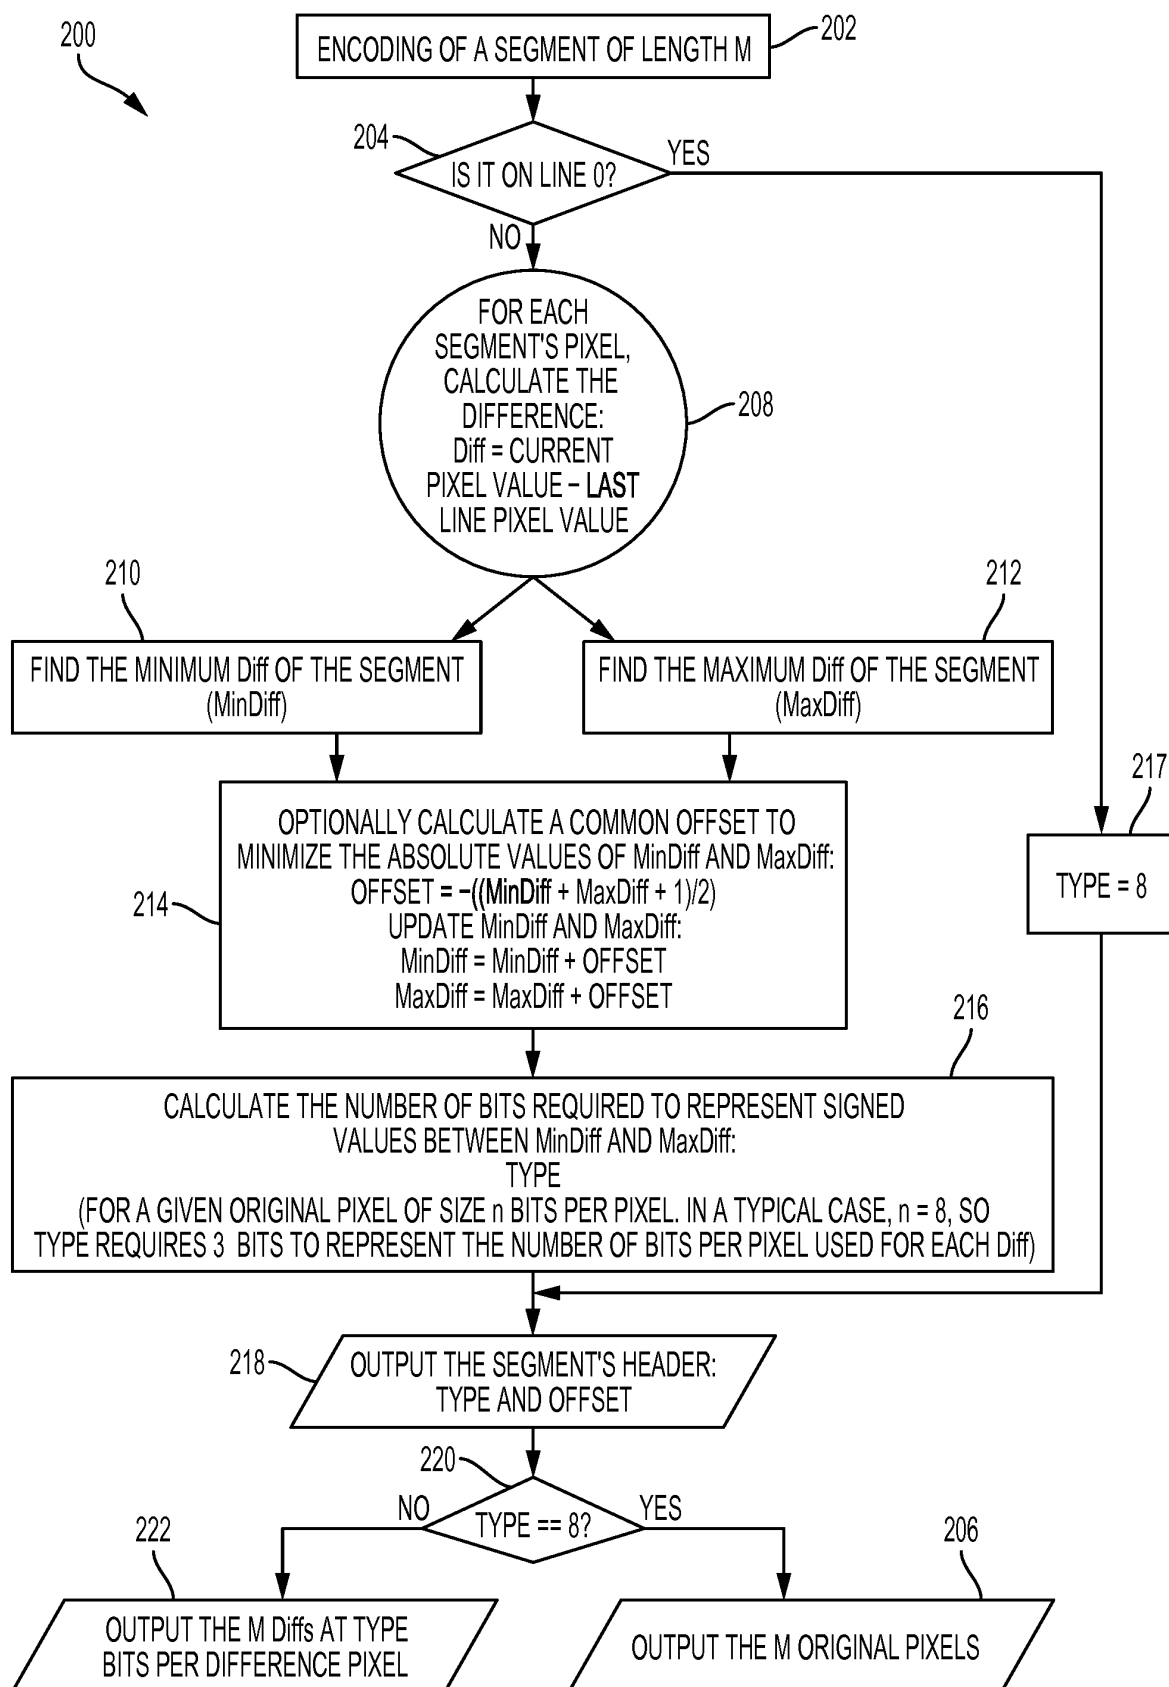 200
ENCODING OF A SEGMENT OF LENGTH M
202
204
IS IT ON LINE 0?
YES
NO
FOR EACH
SEGMENT'S PIXEL,
CALCULATE THE
DIFFERENCE:
Diff = CURRENT
PIXEL VALUE – LAST
LINE PIXEL VALUE
208
210
FIND THE MINIMUM Diff OF THE SEGMENT
(MinDiff)
212
FIND THE MAXIMUM Diff OF THE SEGMENT
(MaxDiff)
214
OPTIONALLY CALCULATE A COMMON OFFSET TO
MINIMIZE THE ABSOLUTE VALUES OF MinDiff AND MaxDiff:
OFFSET = –((MinDiff + MaxDiff + 1)/2)
UPDATE MinDiff AND MaxDiff:
MinDiff = MinDiff + OFFSET
MaxDiff = MaxDiff + OFFSET
217
TYPE = 8
216
CALCULATE THE NUMBER OF BITS REQUIRED TO REPRESENT SIGNED
VALUES BETWEEN MinDiff AND MaxDiff:
TYPE
(FOR A GIVEN ORIGINAL PIXEL OF SIZE n BITS PER PIXEL. IN A TYPICAL CASE, n = 8, SO
TYPE REQUIRES 3 BITS TO REPRESENT THE NUMBER OF BITS PER PIXEL USED FOR EACH Diff)
218
OUTPUT THE SEGMENT'S HEADER:
TYPE AND OFFSET
220
TYPE == 8?
NO
YES
222
OUTPUT THE M Diffs AT TYPE
BITS PER DIFFERENCE PIXEL
206
OUTPUT THE M ORIGINAL PIXELS